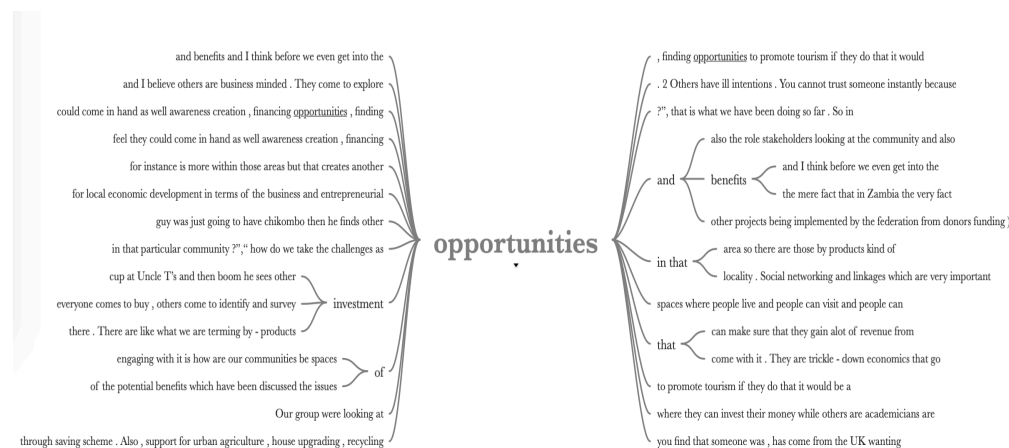 and benefits and I think before we even get into the
and I believe others are business minded . They come to explore
could come in hand as well awareness creation , financing opportunities , finding
feel they could come in hand as well awareness creation , financing
for instance is more within those areas but that creates another
for local economic development in terms of the business and entrepreneurial
guy was just going to have chikombo then he finds other
in that particular community ?”,“ how do we take the challenges as
cup at Uncle T's and then boom he sees other
everyone comes to buy , others come to identify and survey
investment
there . There are like what we are terming by - products
engaging with it is how are our communities be spaces
of
of the potential benefits which have been discussed the issues
Our group were looking at
through saving scheme . Also , support for urban agriculture , house upgrading , recycling
opportunities
, finding opportunities to promote tourism if they do that it would
. 2 Others have ill intentions . You cannot trust someone instantly because
?”, that is what we have been doing so far . So in
and
also the role stakeholders looking at the community and also
benefits
and I think before we even get into the
the mere fact that in Zambia the very fact
other projects being implemented by the federation from donors funding )
in that
area so there are those by products kind of
locality . Social networking and linkages which are very important
spaces where people live and people can visit and people can
that
can make sure that they gain alot of revenue from
come with it . They are trickle - down economics that go
to promote tourism if they do that it would be a
where they can invest their money while others are academicians are
you find that someone was , has come from the UK wanting